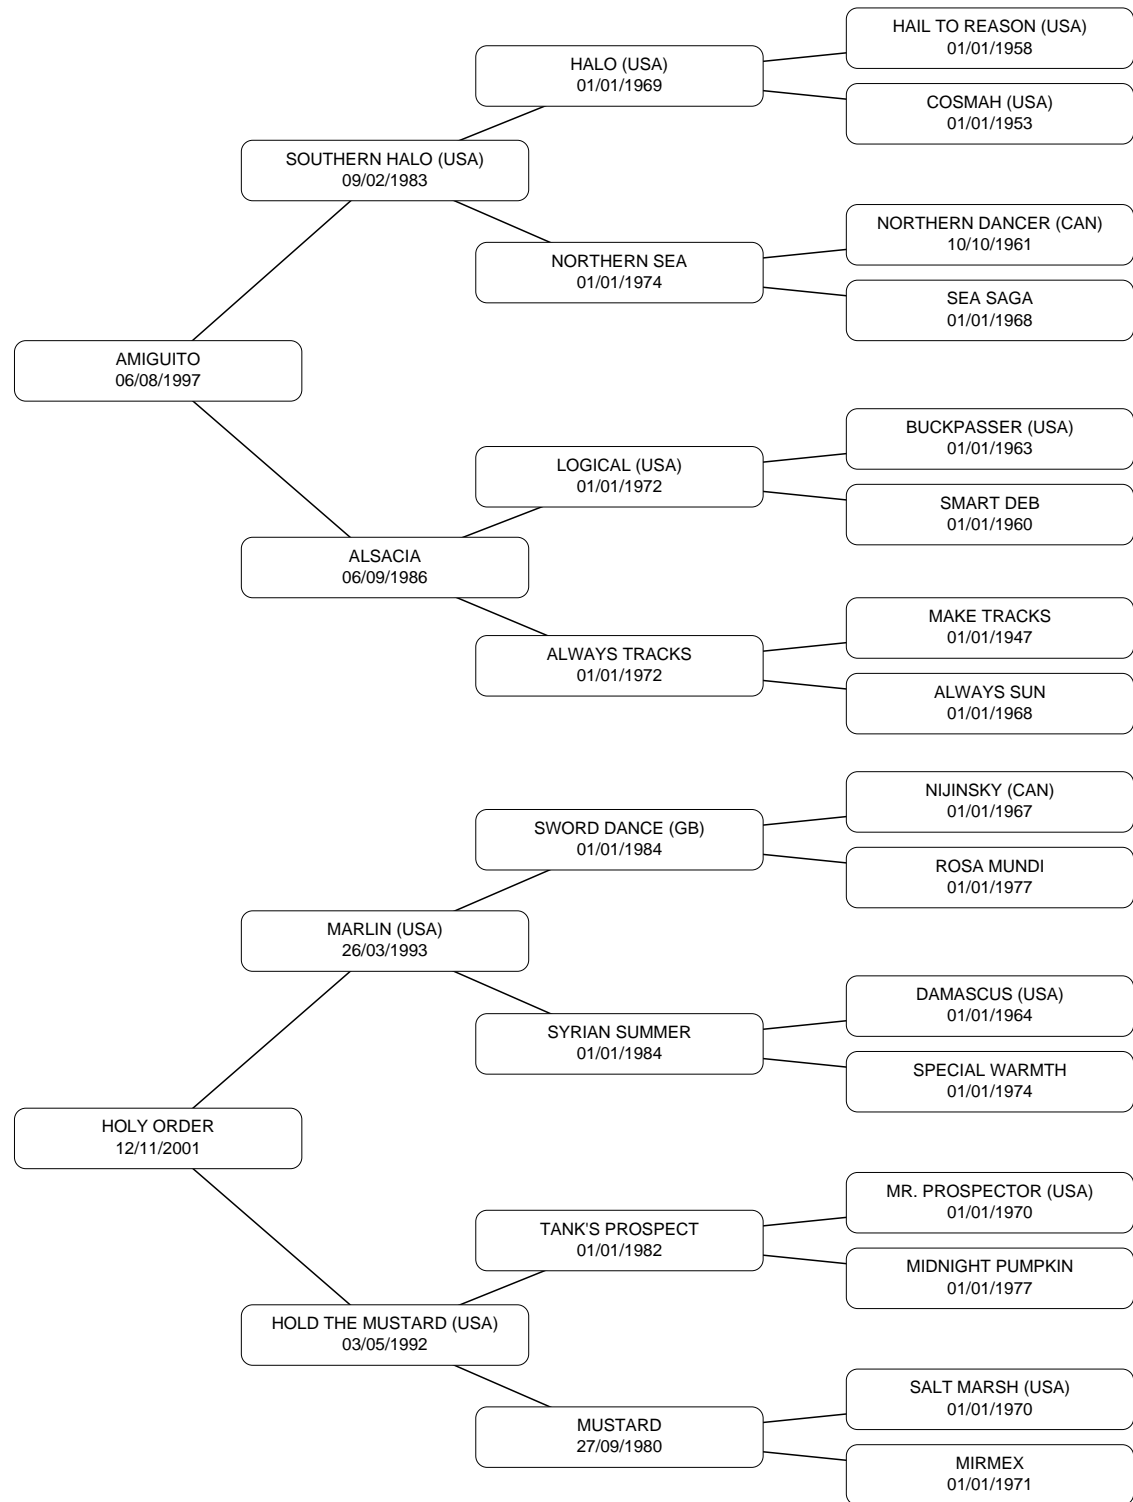 HAIL TO REASON (USA)
01/01/1958
HALO (USA)
01/01/1969
COSMAH (USA)
01/01/1953
SOUTHERN HALO (USA)
09/02/1983
NORTHERN DANCER (CAN)
10/10/1961
NORTHERN SEA
01/01/1974
SEA SAGA
01/01/1968
AMIGUITO
06/08/1997
BUCKPASSER (USA)
01/01/1963
LOGICAL (USA)
01/01/1972
SMART DEB
01/01/1960
ALSACIA
06/09/1986
MAKE TRACKS
01/01/1947
ALWAYS TRACKS
01/01/1972
ALWAYS SUN
01/01/1968
NIJINSKY (CAN)
01/01/1967
SWORD DANCE (GB)
01/01/1984
ROSA MUNDI
01/01/1977
MARLIN (USA)
26/03/1993
DAMASCUS (USA)
01/01/1964
SYRIAN SUMMER
01/01/1984
SPECIAL WARMTH
01/01/1974
HOLY ORDER
12/11/2001
MR. PROSPECTOR (USA)
01/01/1970
TANK'S PROSPECT
01/01/1982
MIDNIGHT PUMPKIN
01/01/1977
HOLD THE MUSTARD (USA)
03/05/1992
SALT MARSH (USA)
01/01/1970
MUSTARD
27/09/1980
MIRMEX
01/01/1971